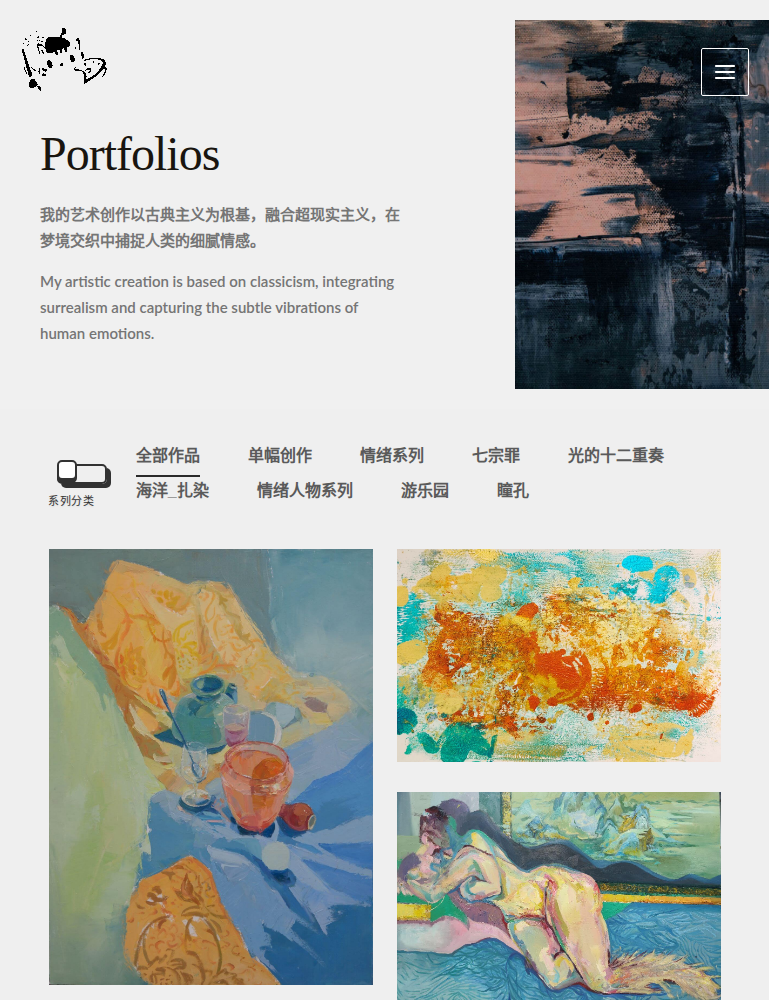 Portfolios
我的艺术创作以古典主义为根基，融合超现实主义，在
梦境交织中捕捉人类的细腻情感。
My artistic creation is based on classicism, integrating
surrealism and capturing the subtle vibrations of
human emotions.
全部作品 单幅创作 情绪系列 七宗罪 光的十二重奏
系列分类 海洋_扎染 情绪人物系列 游乐园 瞳孔